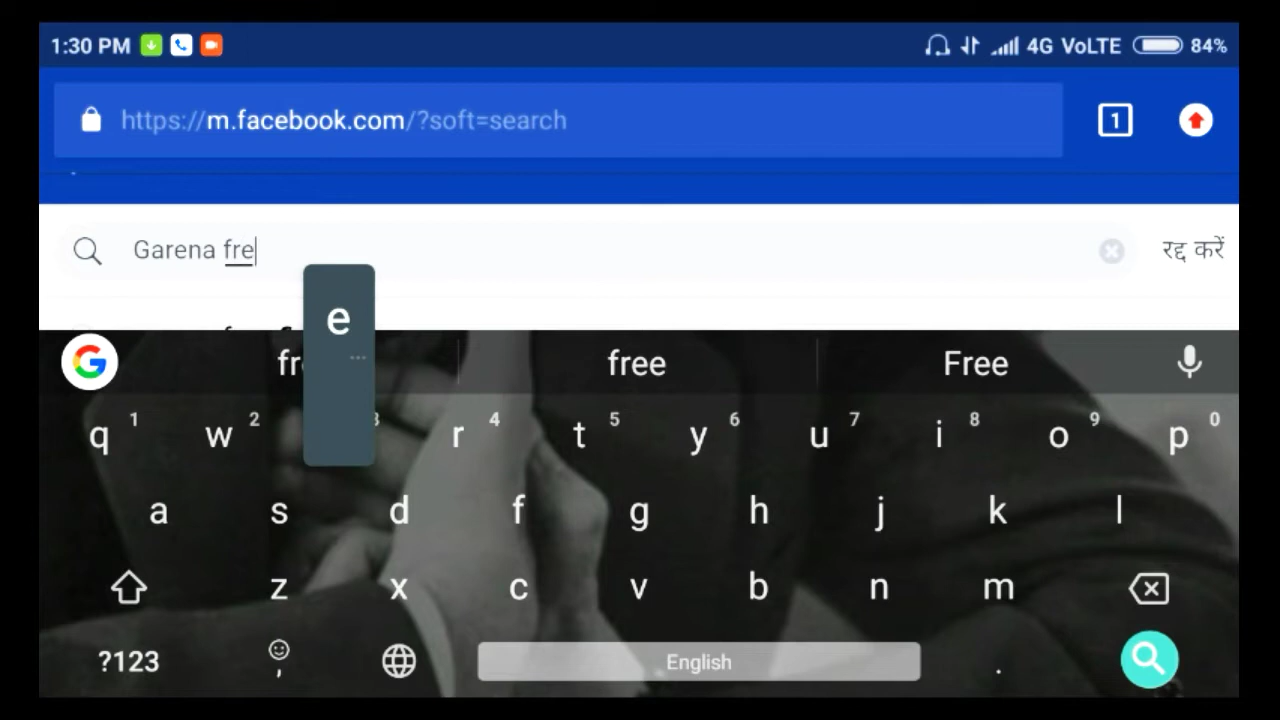 1:30 PM 4G VoLTE 84%
https://m.facebook.com/?soft=search 1
Garena fre रद्द करें
e
free Free
1 2 3 4 5 6 7 8 9 0
q w r t y u i o p
a s d f g h j k l
z x c v b n m
?123 , English .